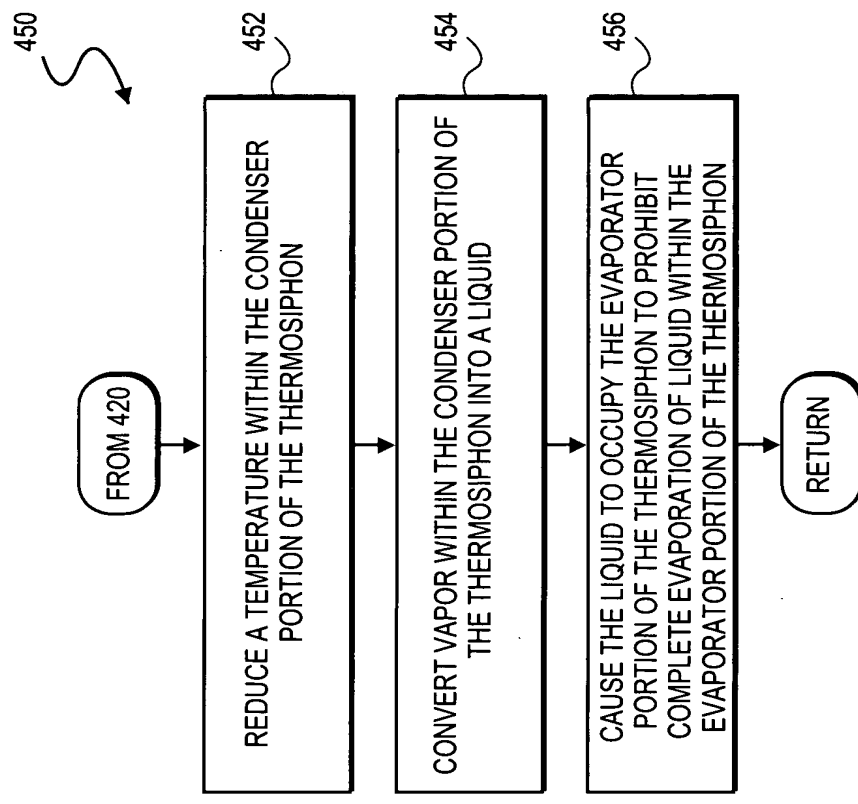 450
FROM 420
REDUCE A TEMPERATURE WITHIN THE CONDENSER
PORTION OF THE THERMOSIPHON
452
CONVERT VAPOR WITHIN THE CONDENSER PORTION OF
THE THERMOSIPHON INTO A LIQUID
454
CAUSE THE LIQUID TO OCCUPY THE EVAPORATOR
PORTION OF THE THERMOSIPHON TO PROHIBIT
COMPLETE EVAPORATION OF LIQUID WITHIN THE
EVAPORATOR PORTION OF THE THERMOSIPHON
456
RETURN